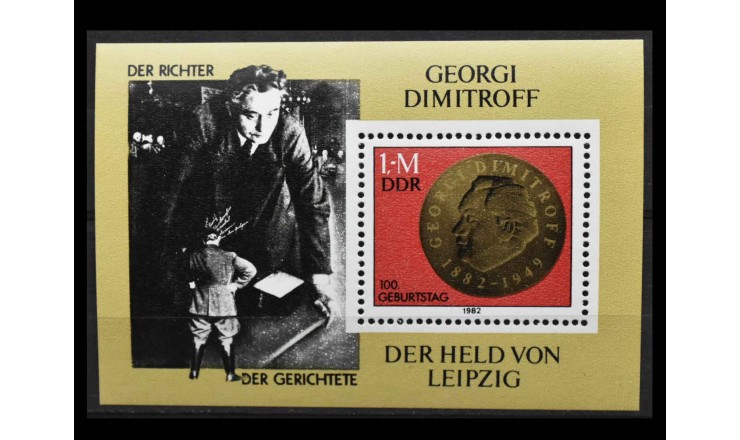 DER RICHTER
DER GERICHTETE
GEORGI
DIMITROFF
1,-M
DDR
GEORGI DIMITROFF
1882-1949
100.
GEBURTSTAG
1982
DER HELD VON
LEIPZIG